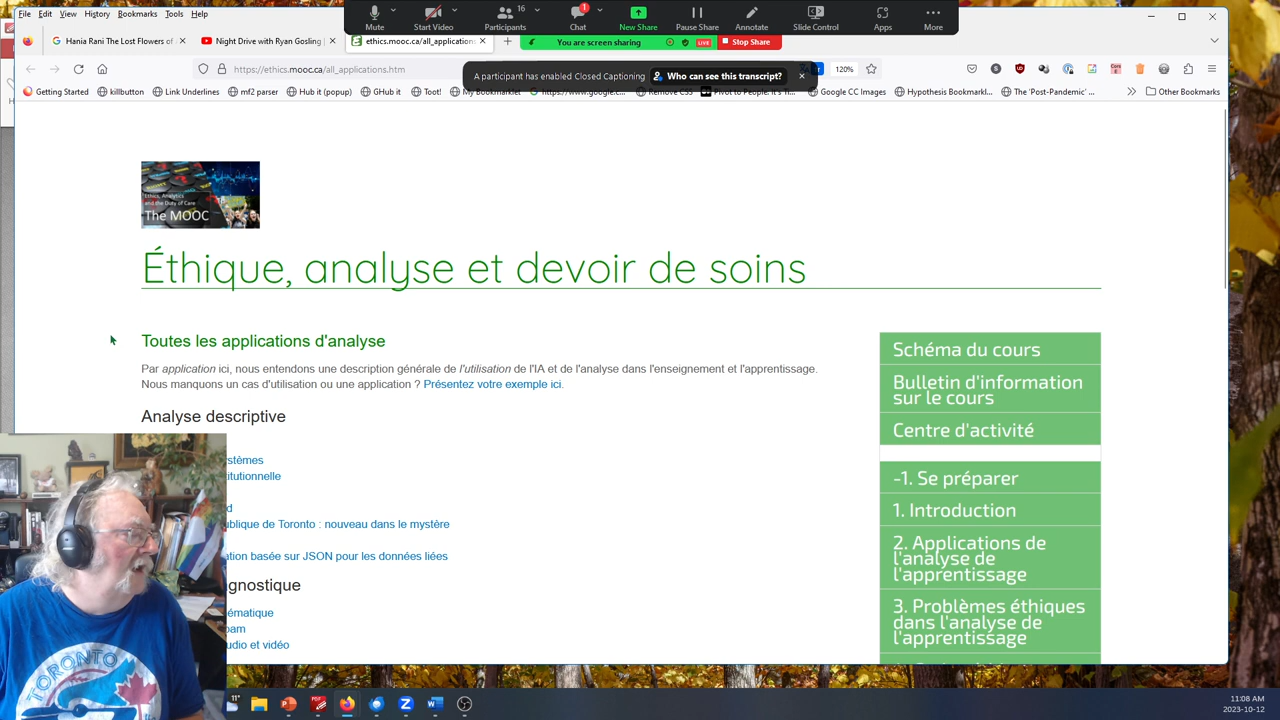 Mute
Start Video
Participants
16
Chat
1
New Share
Pause Share
Annotate
Slide Control
Apps
More
File Edit View History Bookmarks Tools Help
You are screen sharing
LIVE
Stop Share
Hania Rani The Lost Flowers of
Night Drive with Ryan Gosling
ethics.mooc.ca/all_application
https://ethics.mooc.ca/all_applications.htm
A participant has enabled Closed Captioning
Who can see this transcript?
120%
Getting Started
killbutton
Link Underlines
mf2 parser
Hub it (popup)
GHub it
Toot!
My Bookmarklet
https://www.google.c...
Remove CSS
Pivot to People: It's Ti...
Google CC Images
Hypothesis Bookmarkl...
The 'Post-Pandemic' ...
Other Bookmarks
Ethics, Analytics
and the Duty of Care
The MOOC
Éthique, analyse et devoir de soins
Toutes les applications d'analyse
Par application ici, nous entendons une description générale de l'utilisation de l'IA et de l'analyse dans l'enseignement et l'apprentissage.
Nous manquons un cas d'utilisation ou une application ? Présentez votre exemple ici.
Analyse descriptive
stèmes
titutionnelle
d
ublique de Toronto : nouveau dans le mystère
ation basée sur JSON pour les données liées
gnostique
ématique
pam
udio et vidéo
Schéma du cours
Bulletin d'information
sur le cours
Centre d'activité
-1. Se préparer
1. Introduction
2. Applications de
l'analyse de
l'apprentissage
3. Problèmes éthiques
dans l'analyse de
l'apprentissage
TORONTO
11°
11:08 AM
2023-10-12